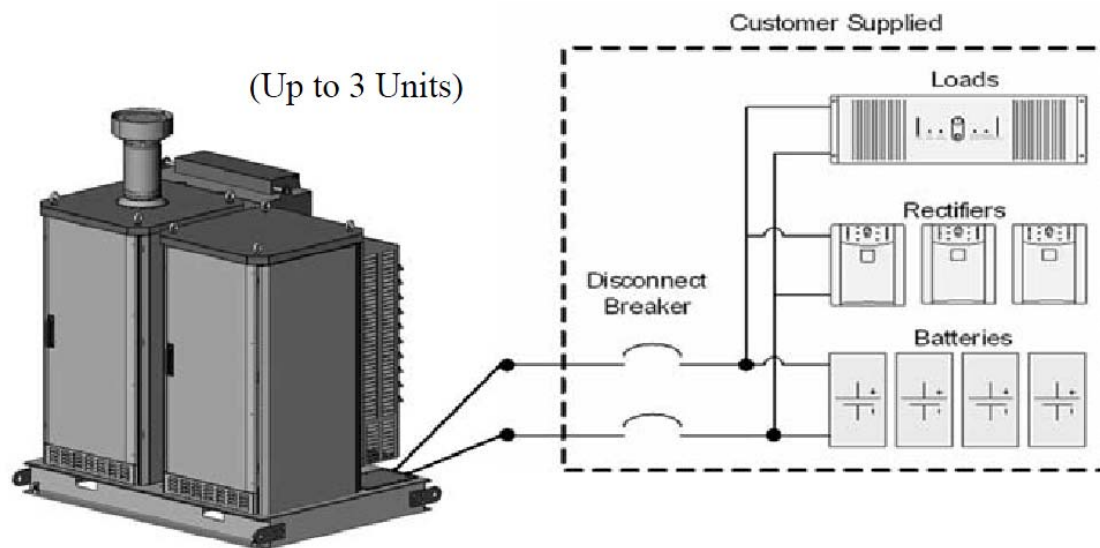 Customer Supplied
(Up to 3 Units)
Loads
Rectifiers
Disconnect
Breaker
Batteries